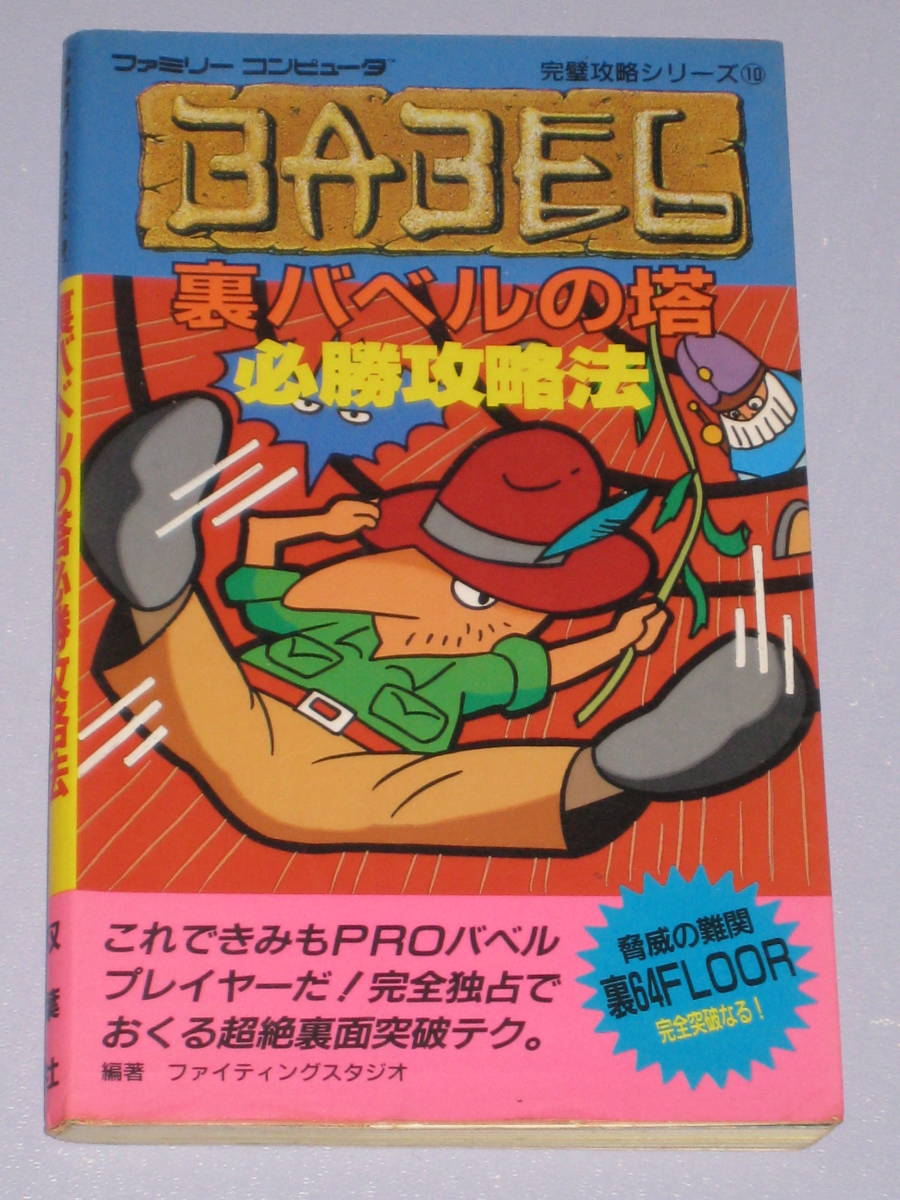 ファミリー コンピュータ™
完璧攻略シリーズ⑩
BABEL
裏バベルの塔
必勝攻略法
これできみもPROバベル
プレイヤーだ!完全独占で
おくる超絶裏面突破テク。
編著 ファイティングスタジオ
脅威の難関
裏64FLOOR
完全突破なる!
裏バベルの塔必勝攻略法
双葉社